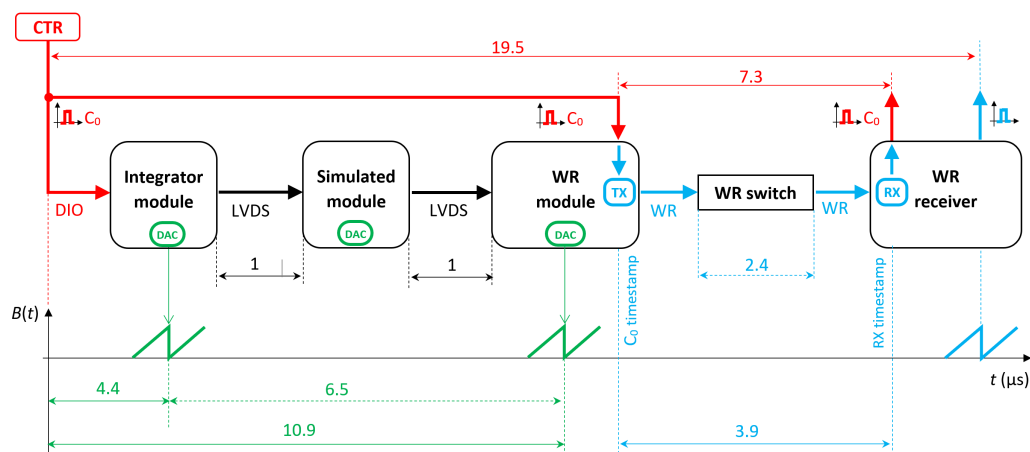 CTR
19.5
7.3
C₀
C₀
C₀
Integrator module
Simulated module
WR module
TX
WR switch
RX
WR receiver
DIO
LVDS
LVDS
WR
WR
DAC
DAC
DAC
1
1
2.4
C₀ timestamp
RX timestamp
B(t)
t (µs)
4.4
6.5
10.9
3.9